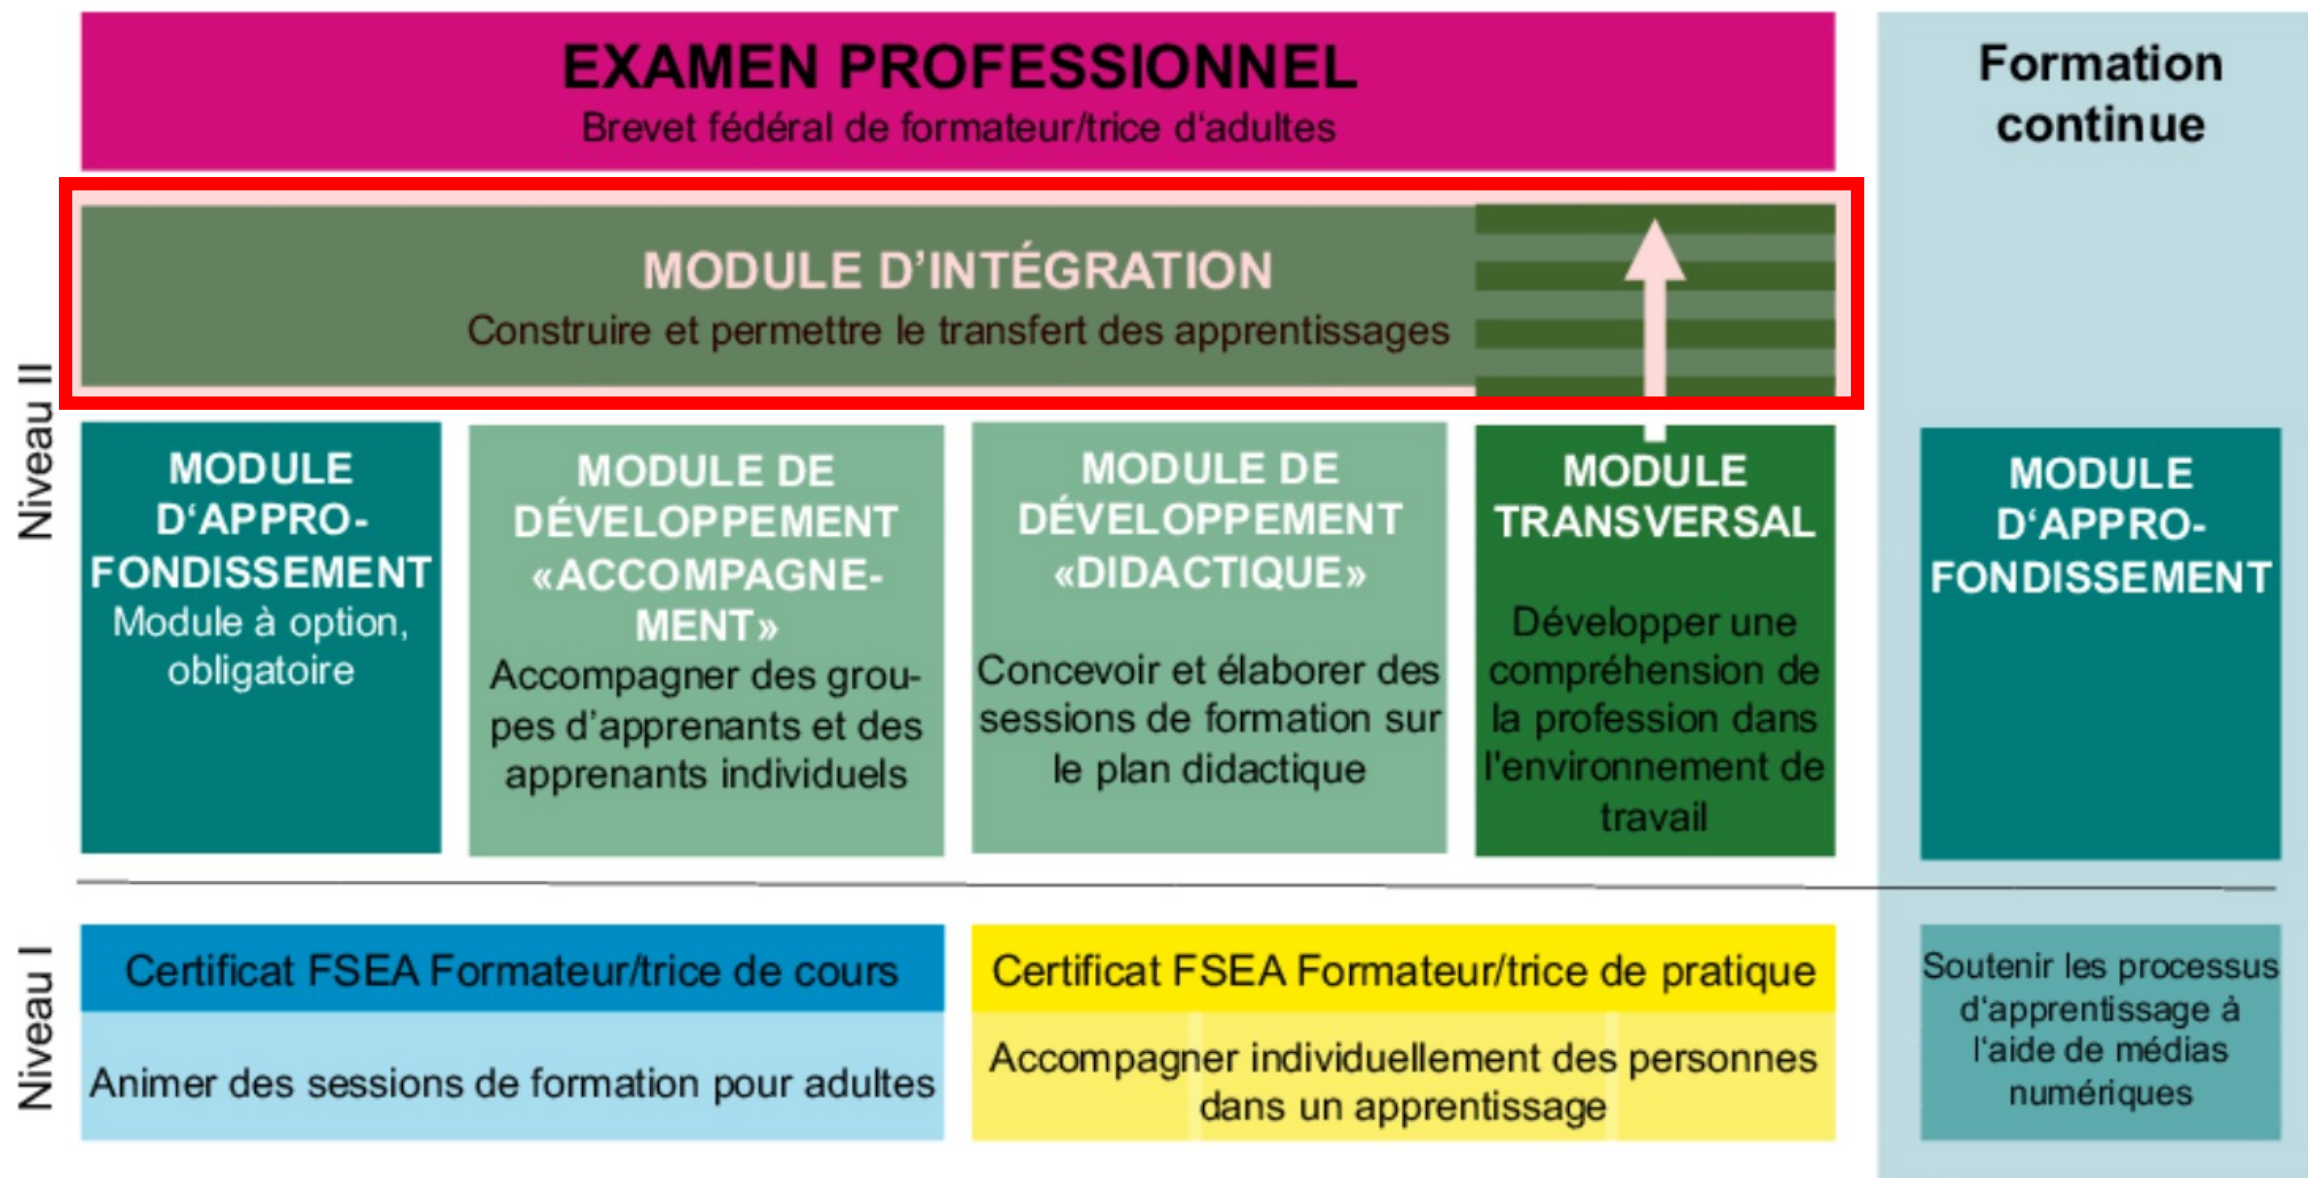 EXAMEN PROFESSIONNEL
Brevet fédéral de formateur/trice d‘adultes
Formation
continue
Niveau II
MODULE D’INTÉGRATION
Construire et permettre le transfert des apprentissages
MODULE
D‘APPRO-
FONDISSEMENT
Module à option,
obligatoire
MODULE DE
DÉVELOPPEMENT
«ACCOMPAGNE-
MENT»
Accompagner des grou-
pes d’apprenants et des
apprenants individuels
MODULE DE
DÉVELOPPEMENT
«DIDACTIQUE»
Concevoir et élaborer des
sessions de formation sur
le plan didactique
MODULE
TRANSVERSAL
Développer une
compréhension de
la profession dans
l'environnement de
travail
MODULE
D‘APPRO-
FONDISSEMENT
Niveau I
Certificat FSEA Formateur/trice de cours
Animer des sessions de formation pour adultes
Certificat FSEA Formateur/trice de pratique
Accompagner individuellement des personnes
dans un apprentissage
Soutenir les processus
d‘apprentissage à
l‘aide de médias
numériques